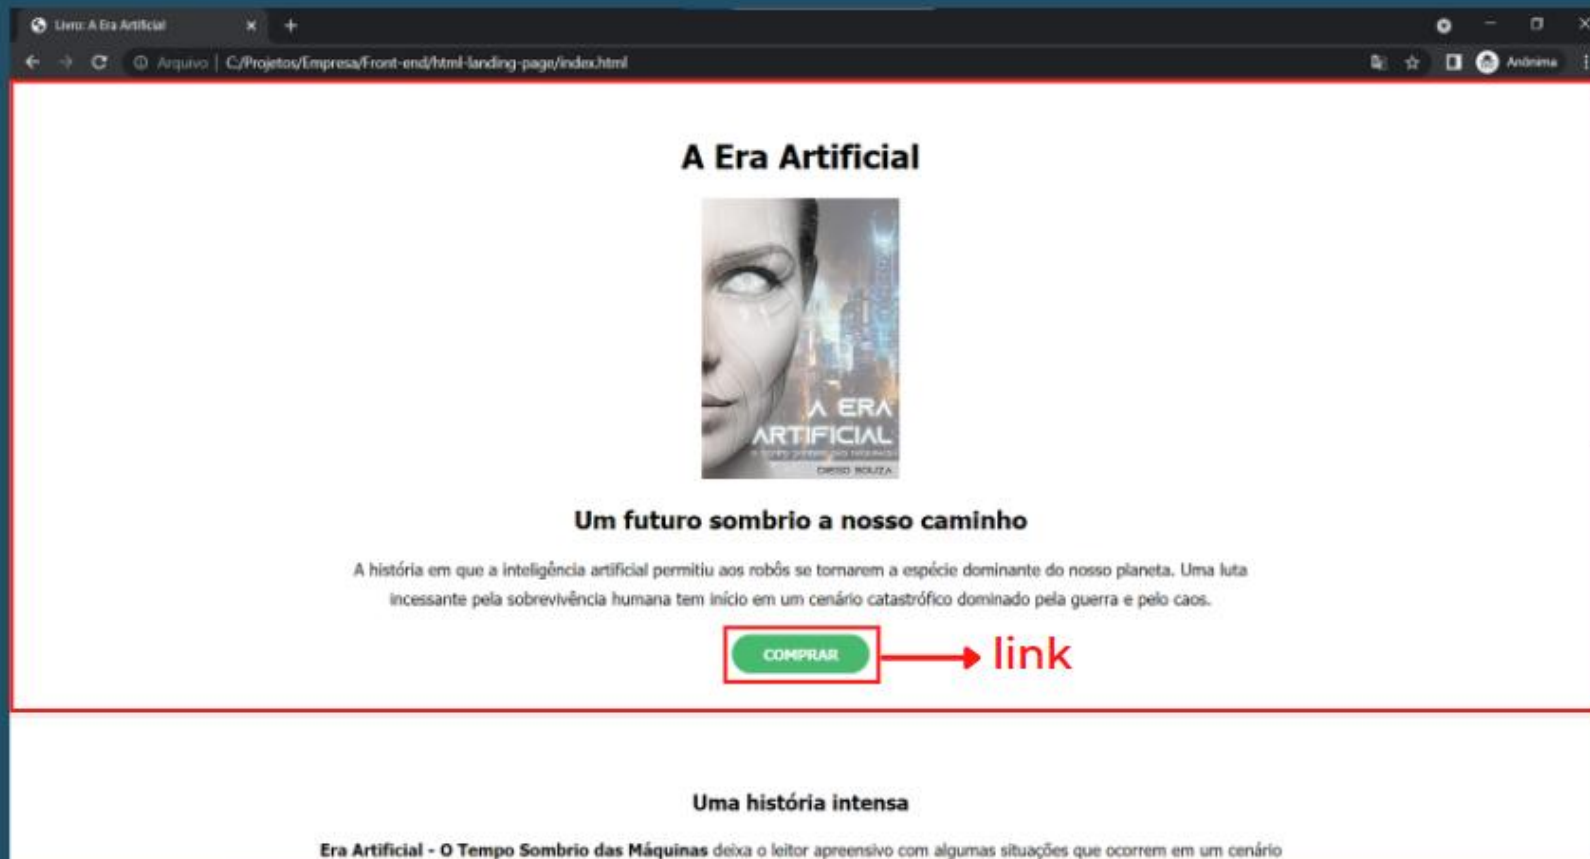 Livro: A Era Artificial
Arquivo | C:/Projetos/Empresa/Front-end/html-landing-page/index.html
Anônima
A Era Artificial
A ERA
ARTIFICIAL
DIEGO SOUZA
Um futuro sombrio a nosso caminho
A história em que a inteligência artificial permitiu aos robôs se tornarem a espécie dominante do nosso planeta. Uma luta
incessante pela sobrevivência humana tem início em um cenário catastrófico dominado pela guerra e pelo caos.
COMPRAR
link
Uma história intensa
Era Artificial - O Tempo Sombrio das Máquinas deixa o leitor apreensivo com algumas situações que ocorrem em um cenário